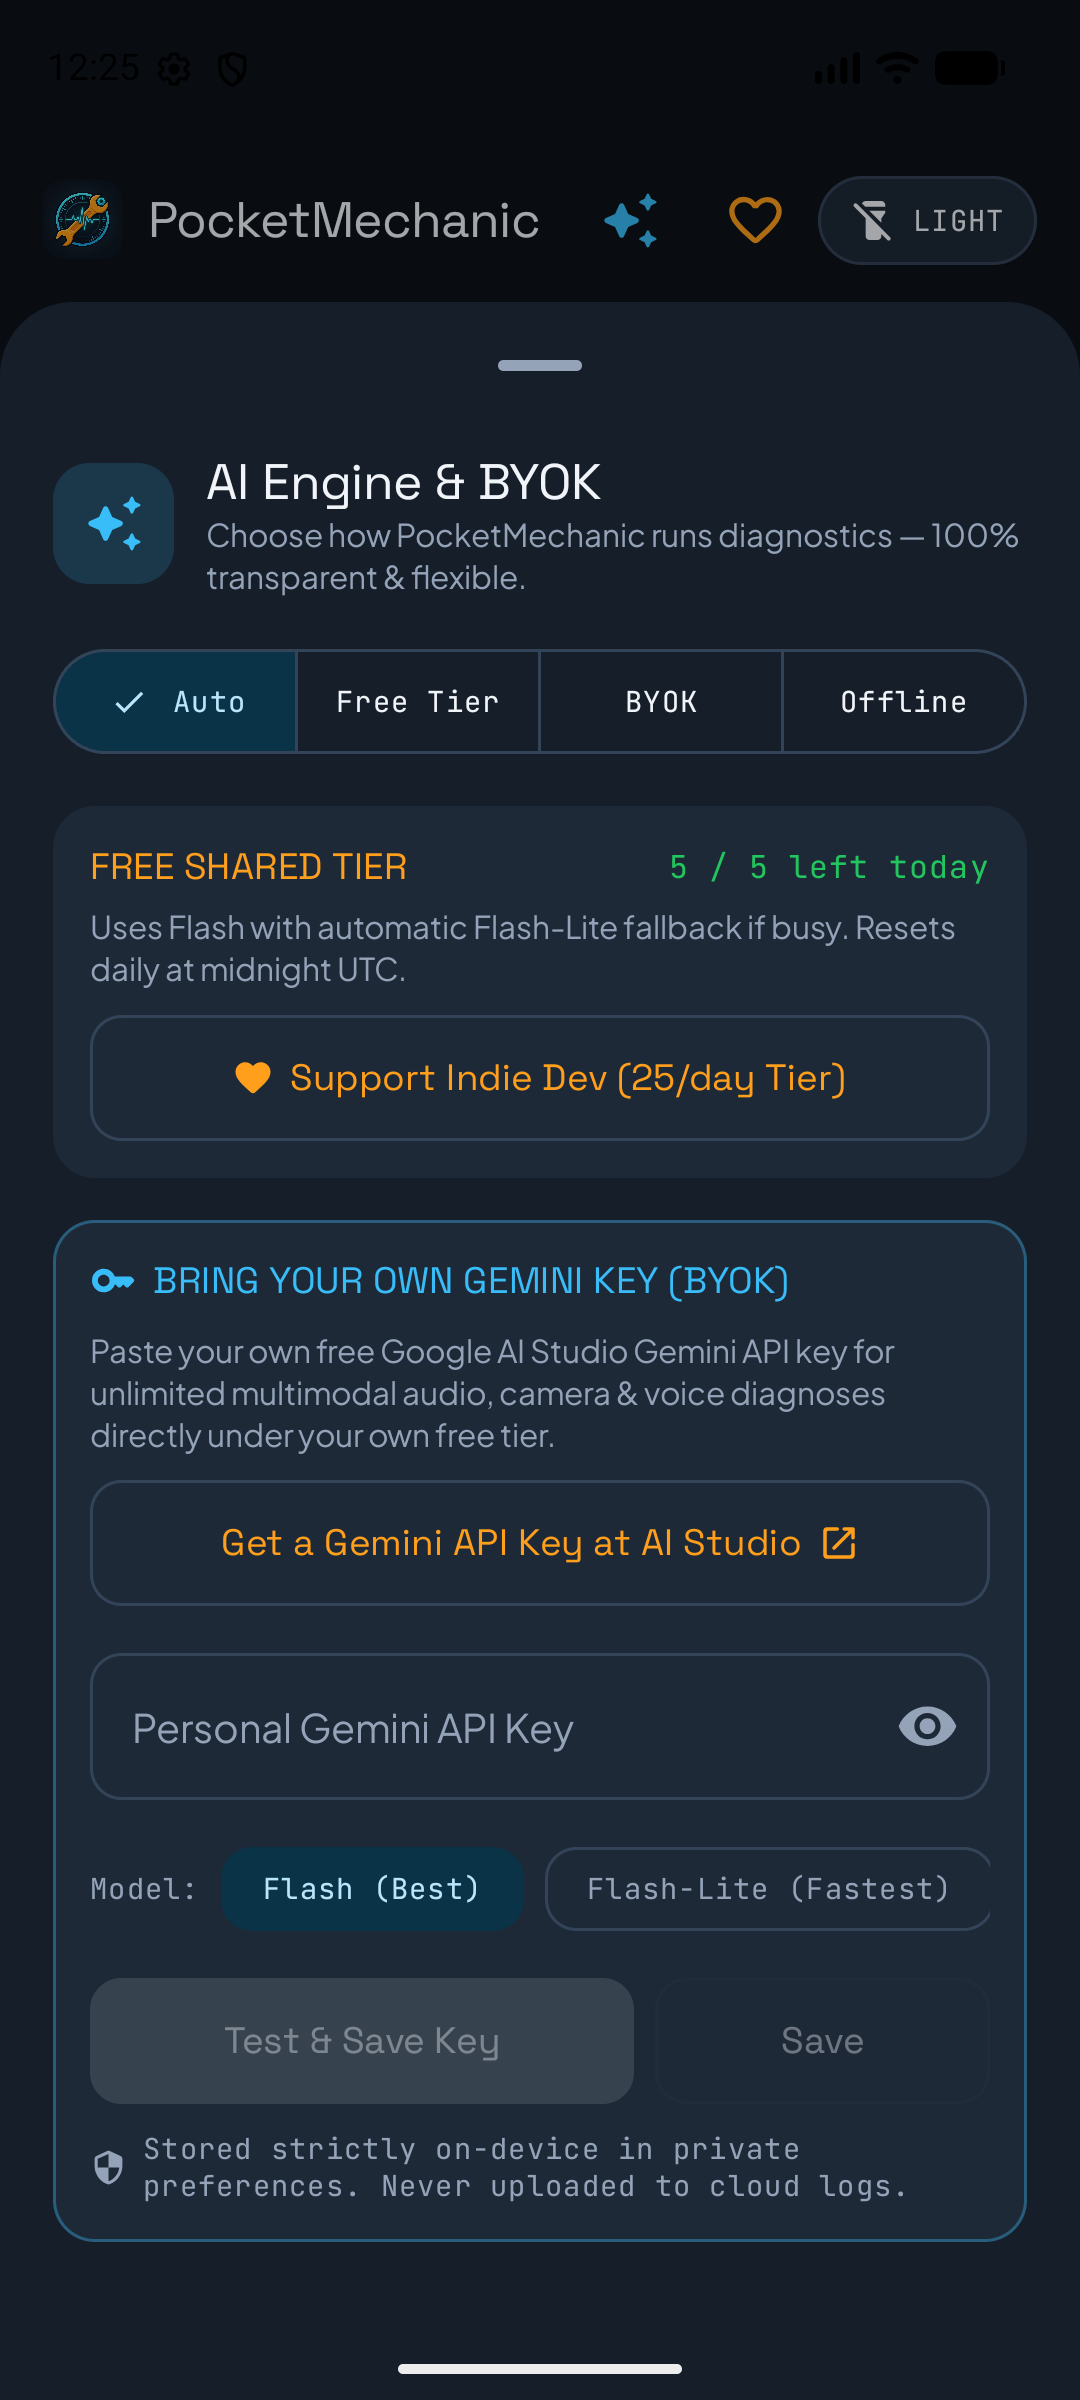 12:25
PocketMechanic
LIGHT
AI Engine & BYOK
Choose how PocketMechanic runs diagnostics — 100%
transparent & flexible.
Auto
Free Tier
BYOK
Offline
FREE SHARED TIER
5 / 5 left today
Uses Flash with automatic Flash-Lite fallback if busy. Resets
daily at midnight UTC.
Support Indie Dev (25/day Tier)
BRING YOUR OWN GEMINI KEY (BYOK)
Paste your own free Google AI Studio Gemini API key for
unlimited multimodal audio, camera & voice diagnoses
directly under your own free tier.
Get a Gemini API Key at AI Studio
Personal Gemini API Key
Model:
Flash (Best)
Flash-Lite (Fastest)
Test & Save Key
Save
Stored strictly on-device in private
preferences. Never uploaded to cloud logs.